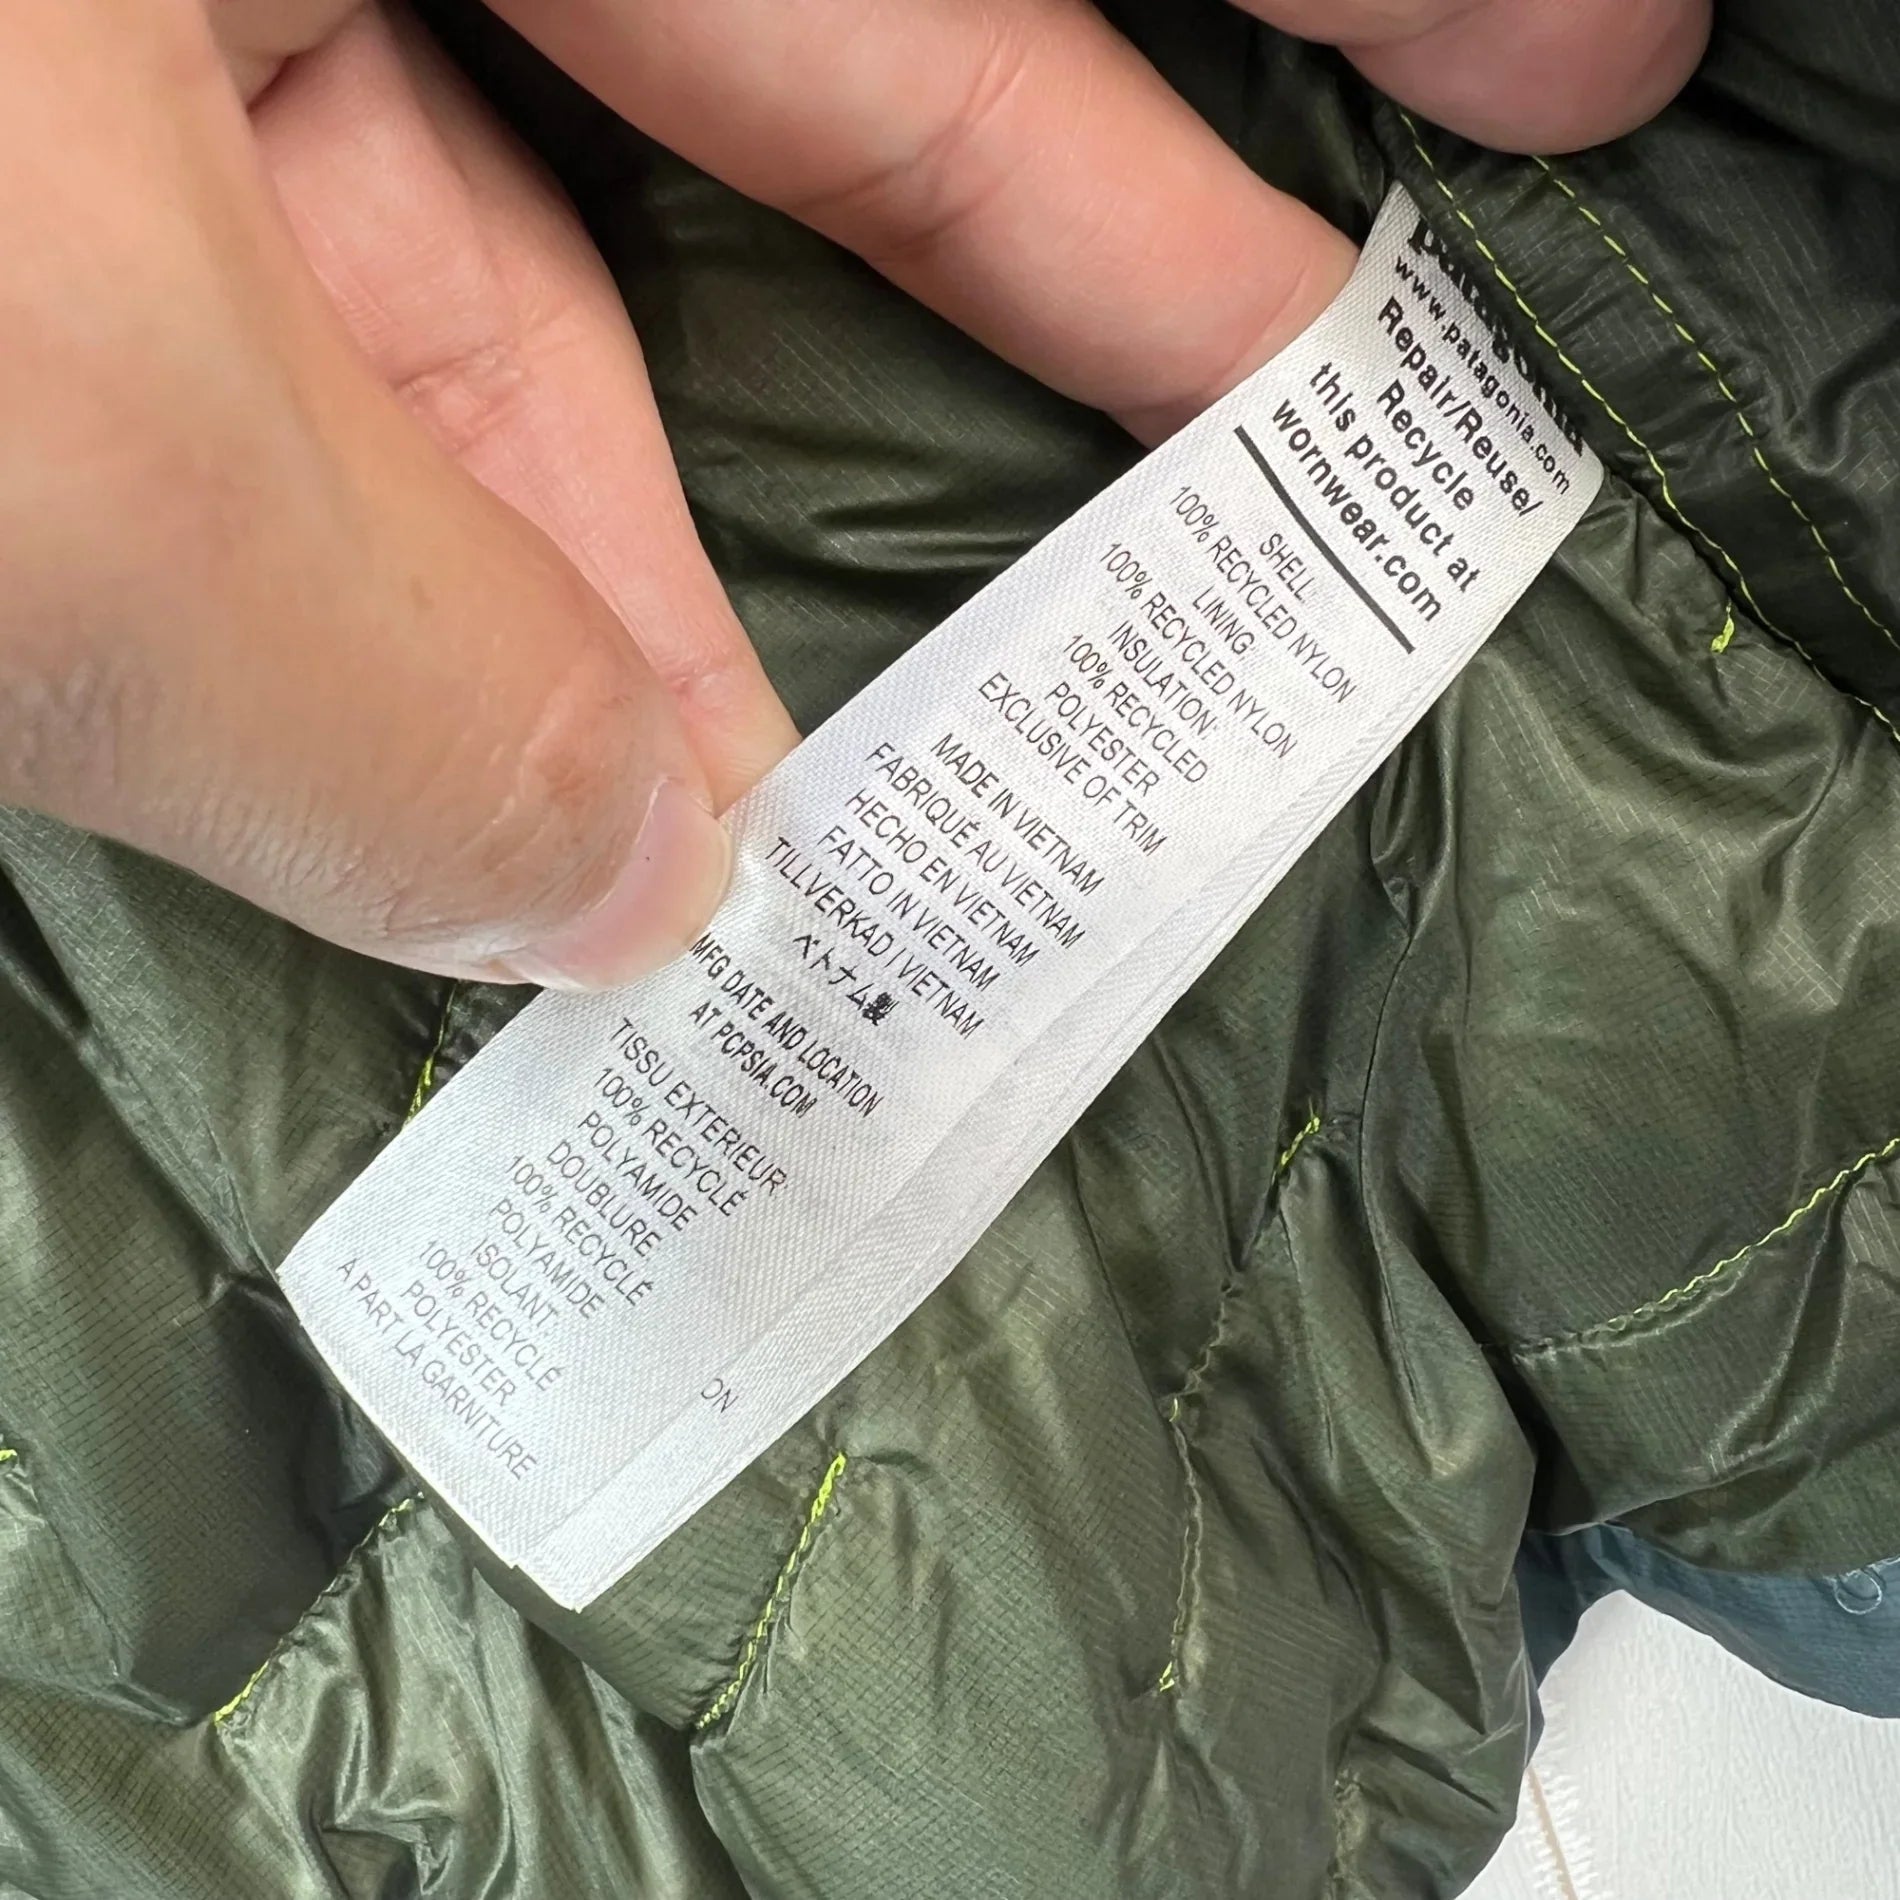 patagonia
www.patagonia.com
Repair/Reuse/
Recycle
this product at
wornwear.com
SHELL:
100% RECYCLED NYLON
LINING:
100% RECYCLED NYLON
INSULATION:
100% RECYCLED
POLYESTER
EXCLUSIVE OF TRIM
MADE IN VIETNAM
FABRIQUÉ AU VIETNAM
HECHO EN VIETNAM
FATTO IN VIETNAM
TILLVERKAD I VIETNAM
ベトナム製
MFG DATE AND LOCATION
AT PCPSIA.COM
TISSU EXTERIEUR
100% RECYCLÉ
POLYAMIDE
DOUBLURE:
100% RECYCLÉ
POLYAMIDE
ISOLANT:
100% RECYCLÉ
POLYESTER
A PART LA GARNITURE